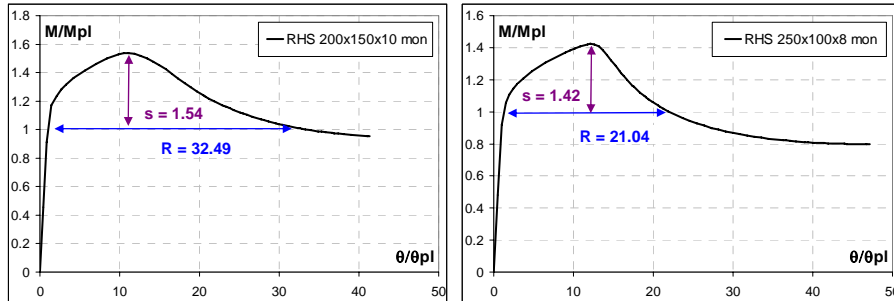 M/Mpl
RHS 200x150x10 mon
s = 1.54
R = 32.49
θ/θpl
1.8
1.6
1.4
1.2
1
0.8
0.6
0.4
0.2
0
0 10 20 30 40 50
M/Mpl
RHS 250x100x8 mon
s = 1.42
R = 21.04
θ/θpl
1.6
1.4
1.2
1
0.8
0.6
0.4
0.2
0
0 10 20 30 40 50